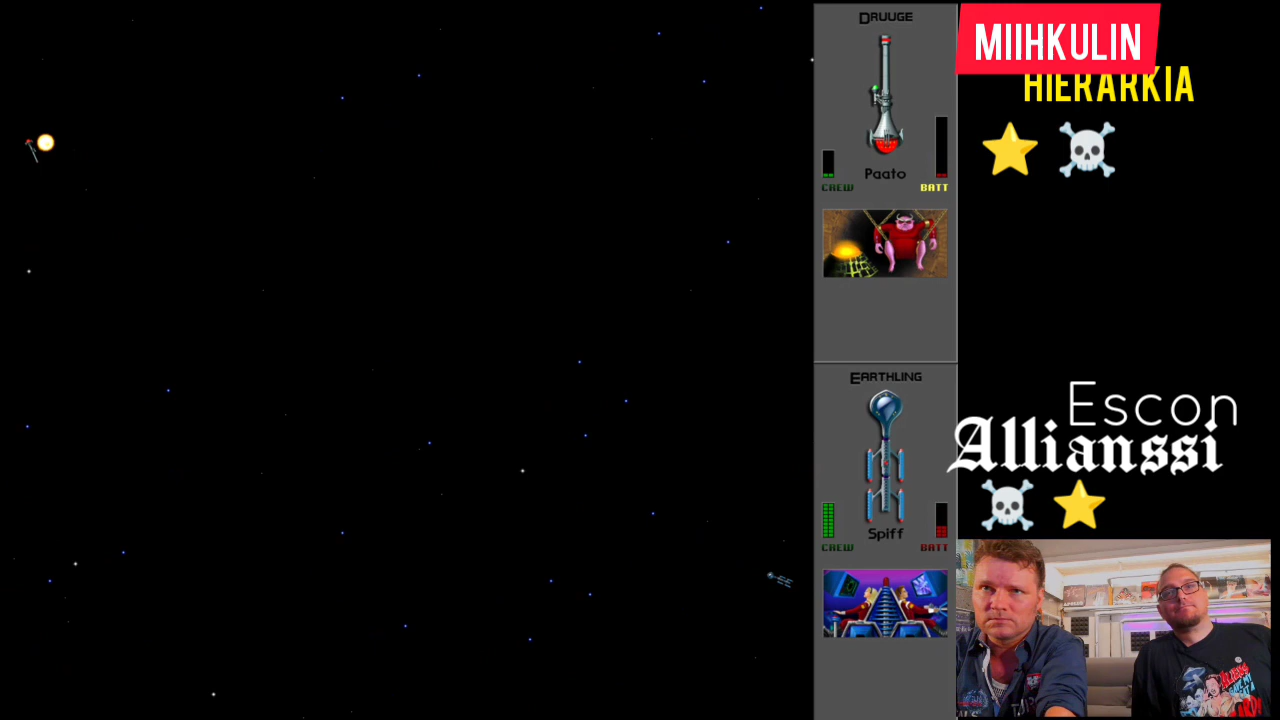 DRUUGE
Paato
CREW
BATT
MIIHKULIN
HIERARKIA
EARTHLING
Spiff
CREW
BATT
Escon
Allianssi